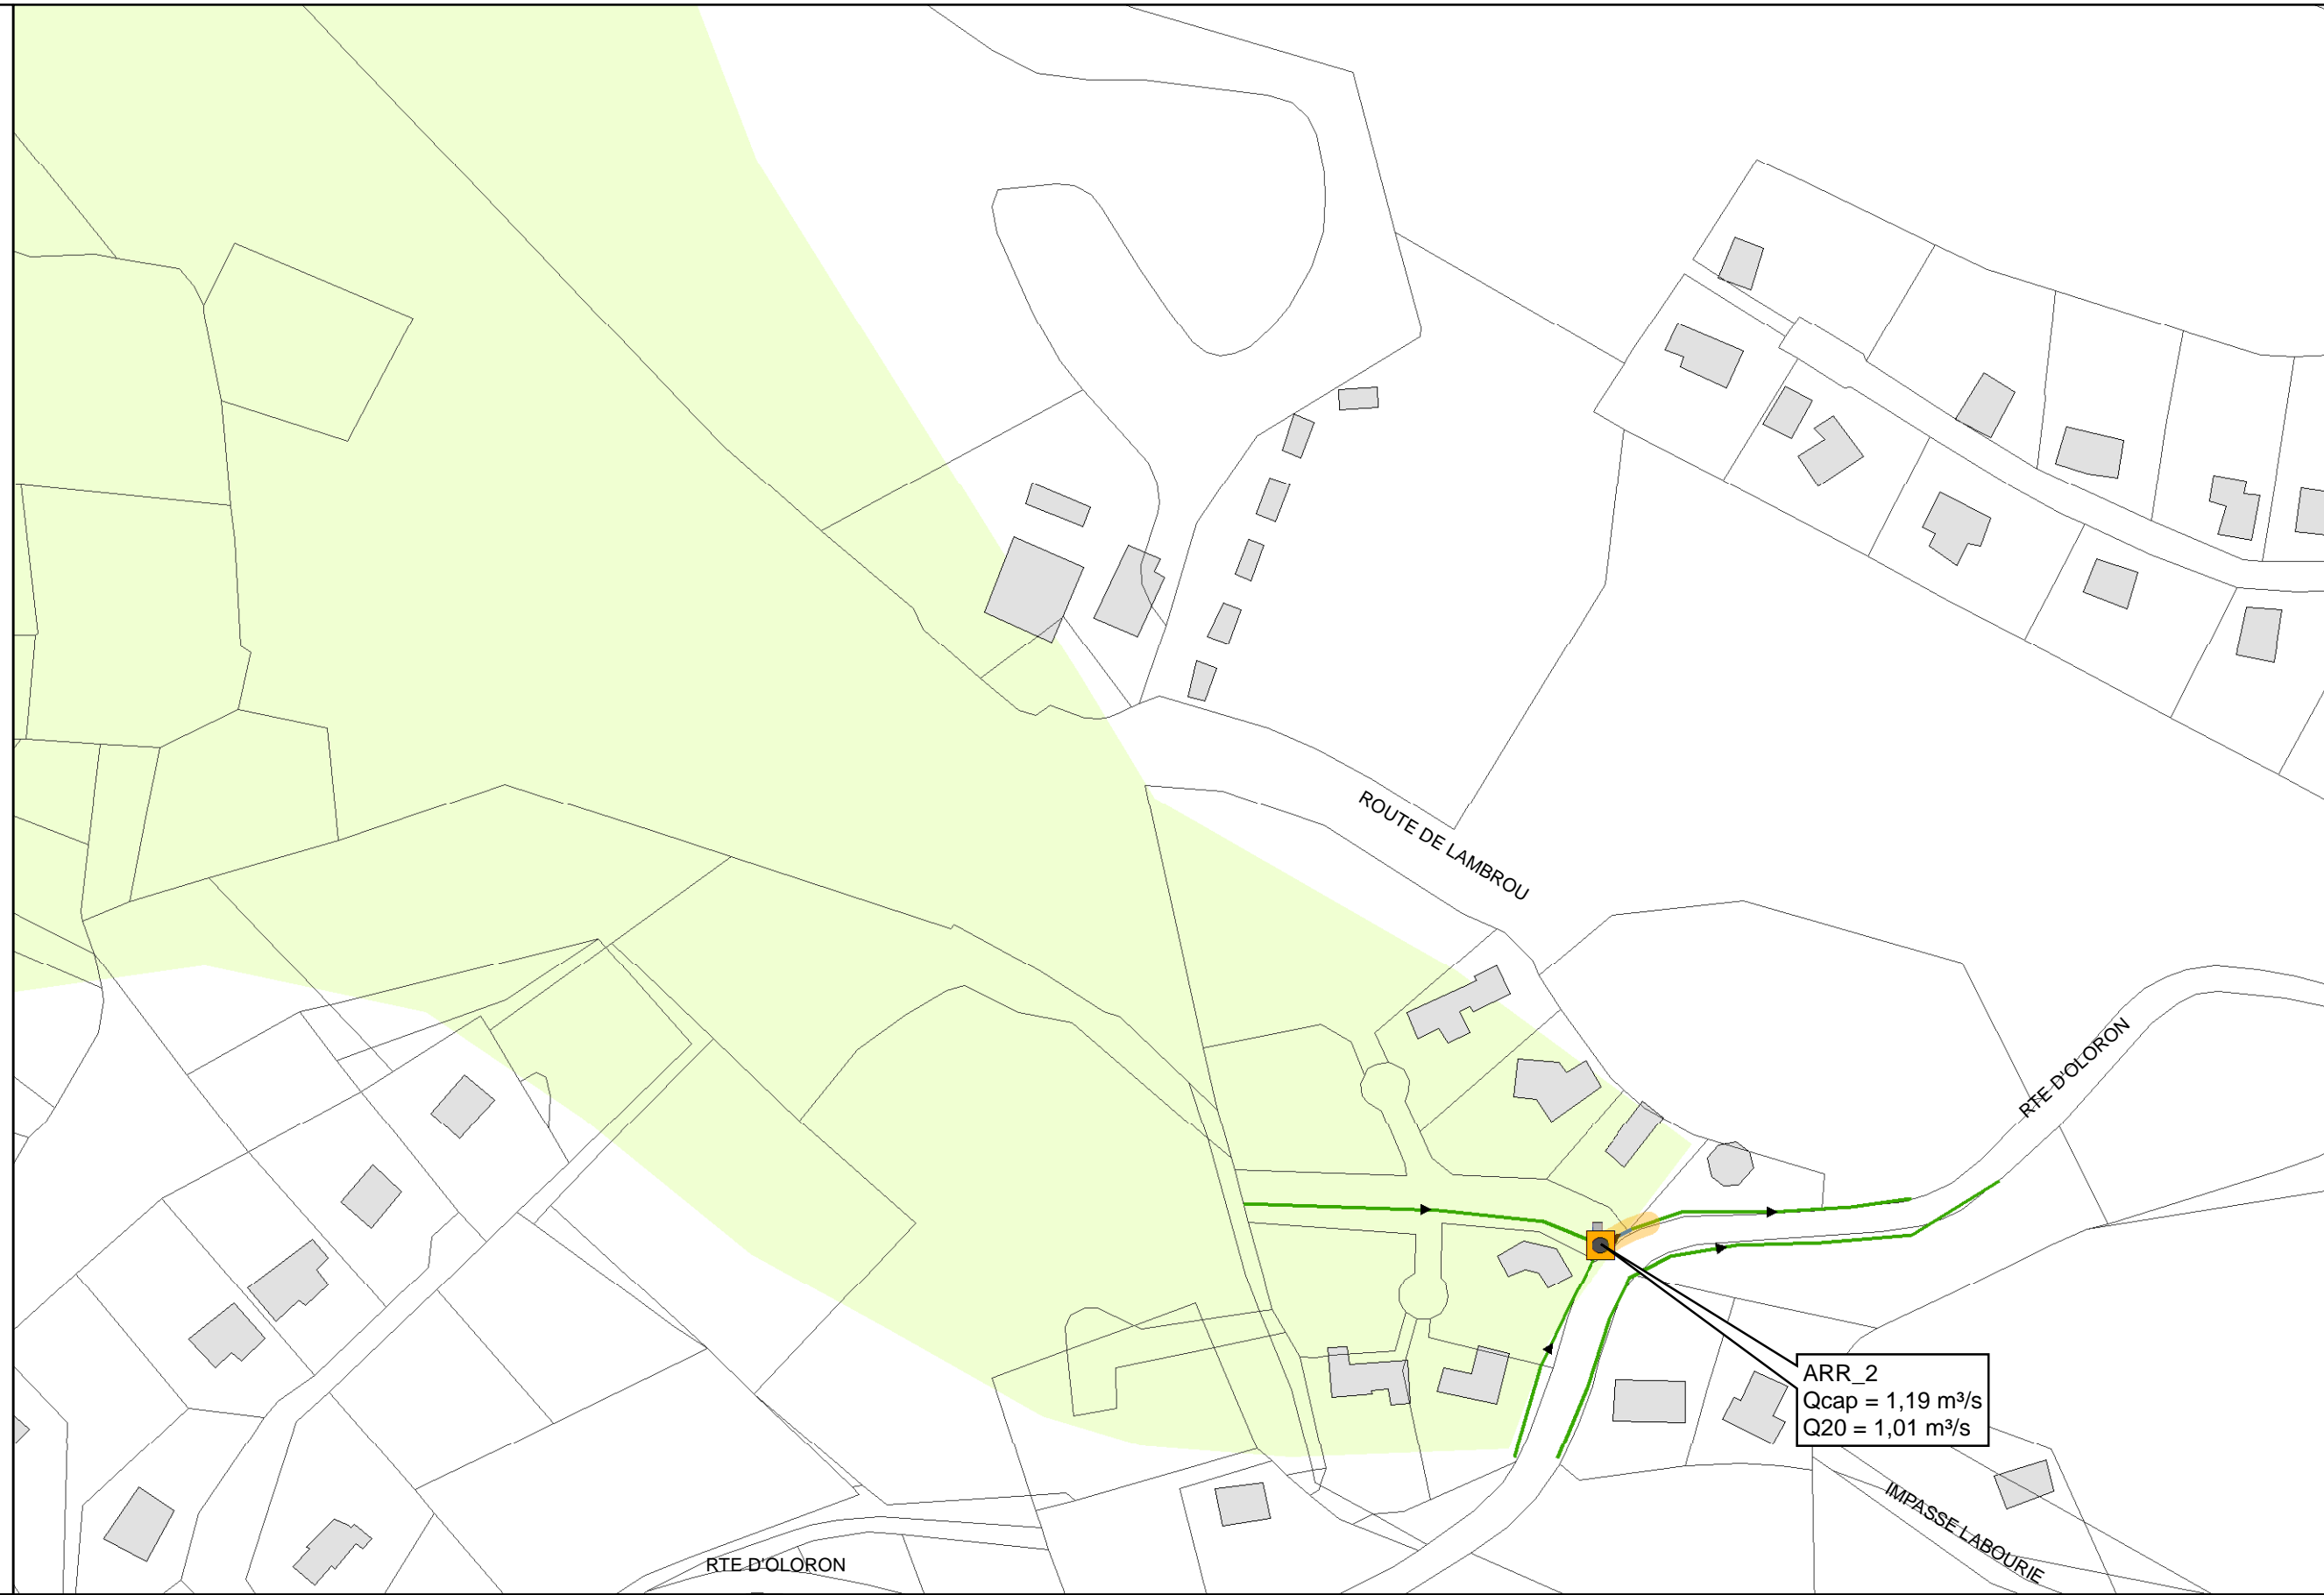 ROUTE DE LAMBROU
RTE D'OLORON
ARR_2
Qcap = 1,19 m³/s
Q20 = 1,01 m³/s
IMPASSE LABOURIE
RTE D'OLORON